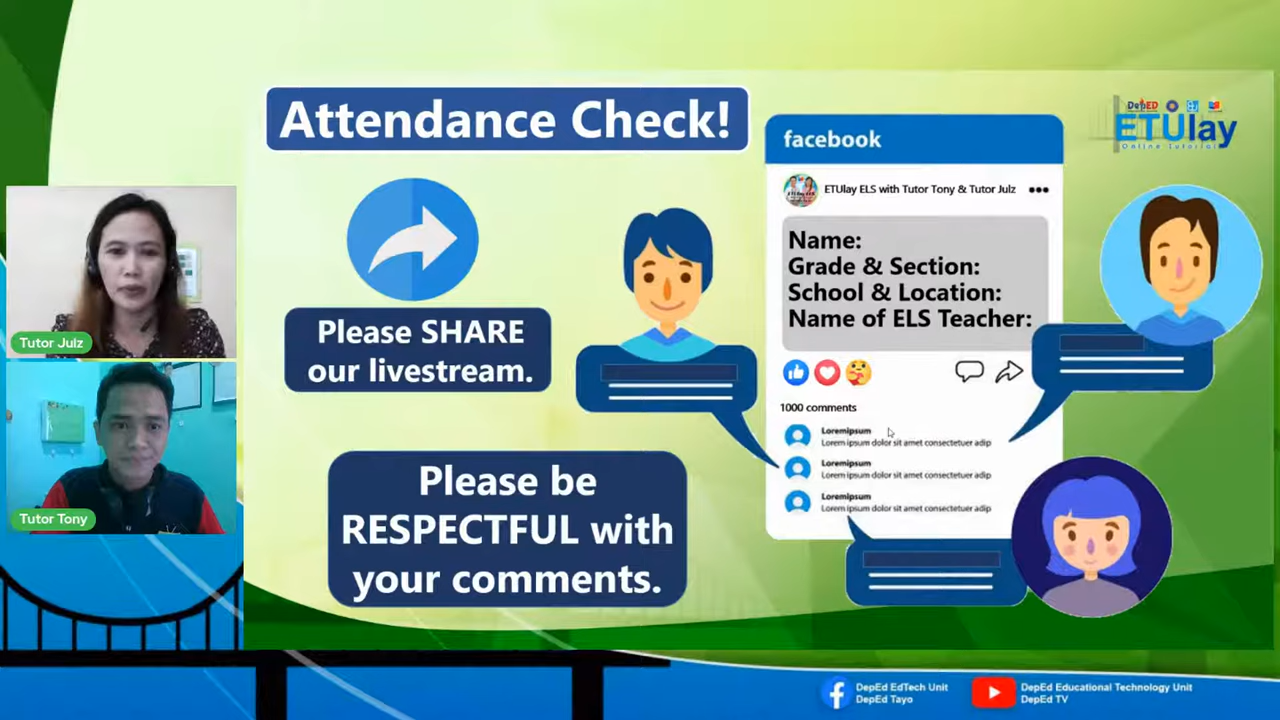 Attendance Check!
Please SHARE
our livestream.
Please be
RESPECTFUL with
your comments.
facebook
ETUlay ELS with Tutor Tony & Tutor Julz
Name:
Grade & Section:
School & Location:
Name of ELS Teacher:
1000 comments
Loremipsum
Lorem ipsum dolor sit amet consectetuer adip
Loremipsum
Lorem ipsum dolor sit amet consectetuer adip
Loremipsum
Lorem ipsum dolor sit amet consectetuer adip
DepED
ETUlay
Online Tutorial
Tutor Julz
Tutor Tony
DepEd EdTech Unit
DepEd Tayo
DepEd Educational Technology Unit
DepEd TV